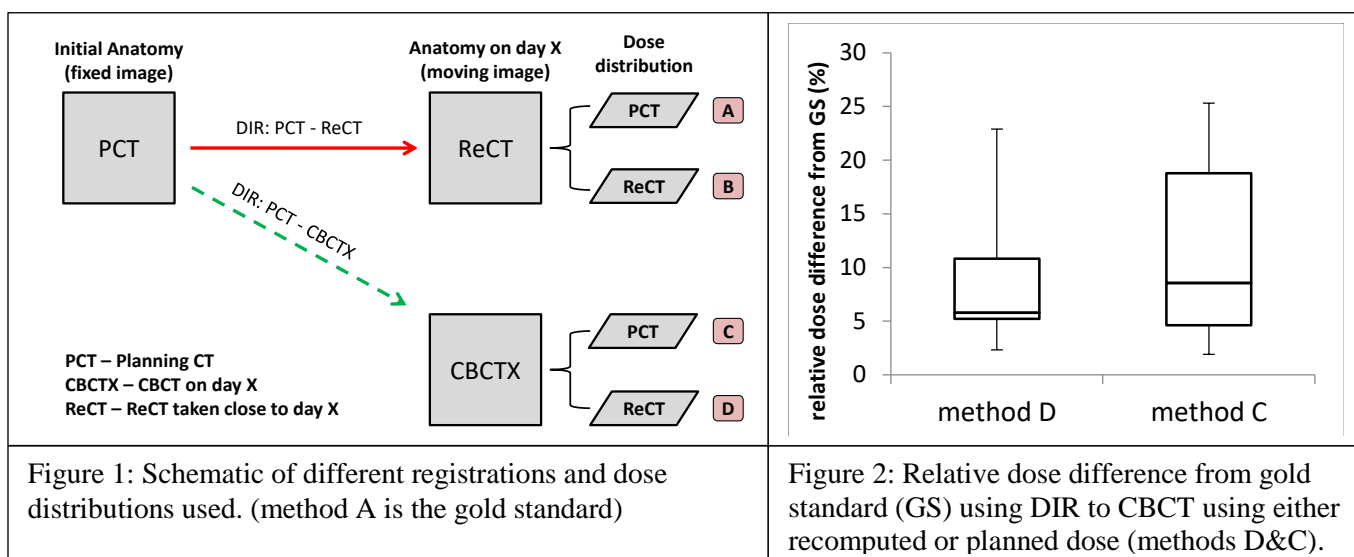 Initial Anatomy
(fixed image)
Anatomy on day X
(moving image)
Dose
distribution
PCT
DIR: PCT - ReCT
ReCT
PCT
A
ReCT
B
DIR: PCT - CBCTX
CBCTX
PCT
C
ReCT
D
PCT – Planning CT
CBCTX – CBCT on day X
ReCT – ReCT taken close to day X
relative dose difference from GS (%)
30
25
20
15
10
5
0
method D
method C
Figure 1: Schematic of different registrations and dose
distributions used. (method A is the gold standard)
Figure 2: Relative dose difference from gold
standard (GS) using DIR to CBCT using either
recomputed or planned dose (methods D&C).